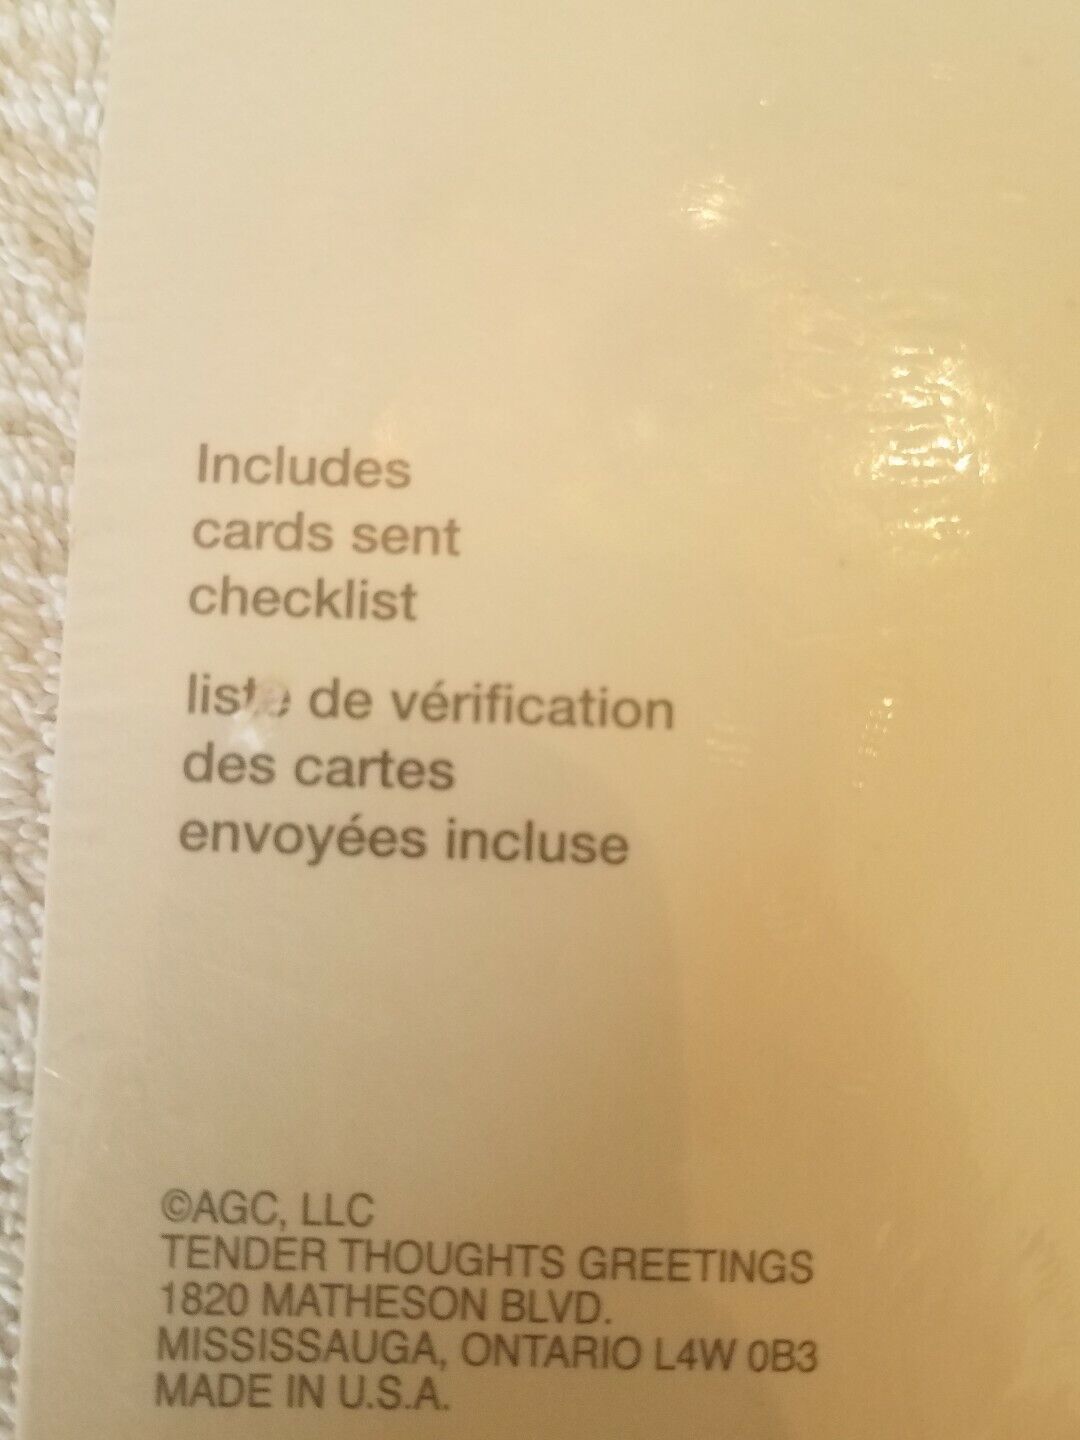 Includes
cards sent
checklist
liste de vérification
des cartes
envoyées incluse
©AGC, LLC
TENDER THOUGHTS GREETINGS
1820 MATHESON BLVD.
MISSISSAUGA, ONTARIO L4W 0B3
MADE IN U.S.A.